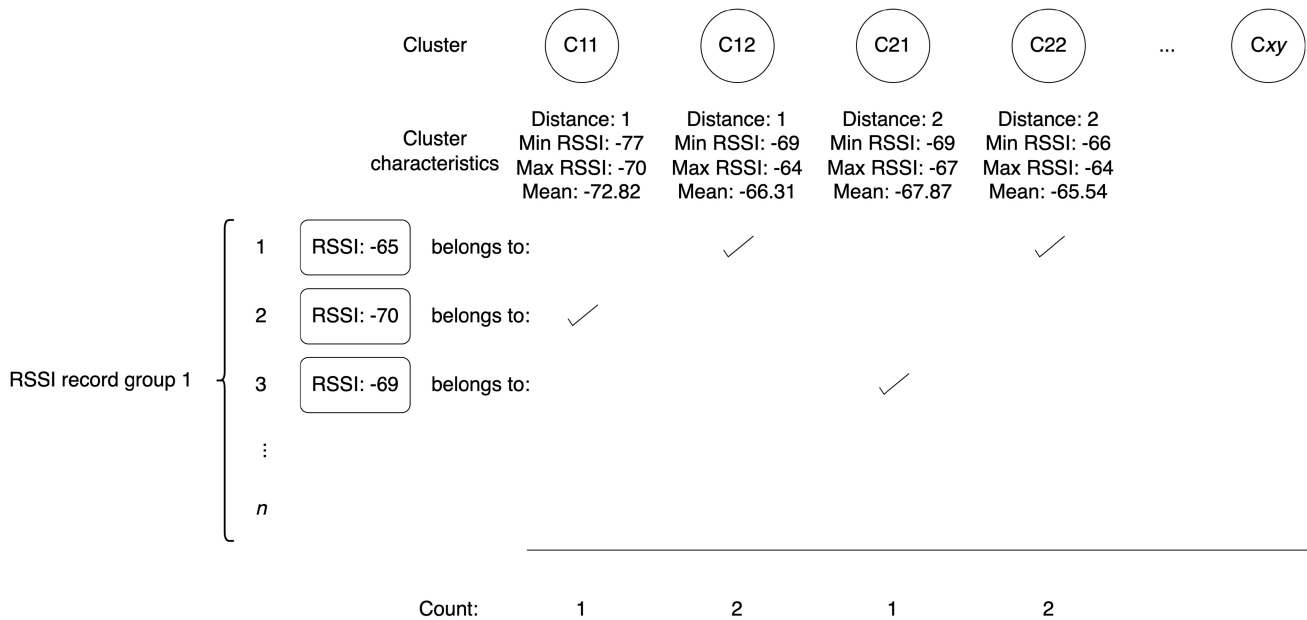 Cluster C11 C12 C21 C22 ... Cxy
Cluster
characteristics
Distance: 1
Min RSSI: -77
Max RSSI: -70
Mean: -72.82
Distance: 1
Min RSSI: -69
Max RSSI: -64
Mean: -66.31
Distance: 2
Min RSSI: -69
Max RSSI: -67
Mean: -67.87
Distance: 2
Min RSSI: -66
Max RSSI: -64
Mean: -65.54
RSSI record group 1
1 RSSI: -65 belongs to:
2 RSSI: -70 belongs to:
3 RSSI: -69 belongs to:
⋮
n
Count: 1 2 1 2